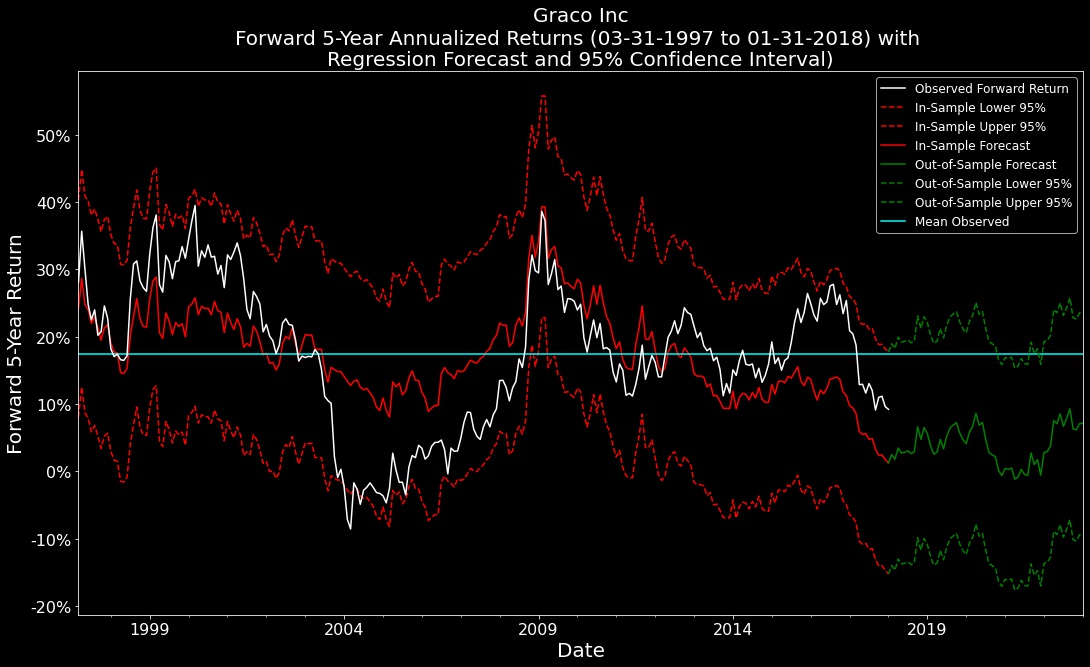 Graco Inc
Forward 5-Year Annualized Returns (03-31-1997 to 01-31-2018) with
Regression Forecast and 95% Confidence Interval)
Observed Forward Return
In-Sample Lower 95%
In-Sample Upper 95%
In-Sample Forecast
Out-of-Sample Forecast
Out-of-Sample Lower 95%
Out-of-Sample Upper 95%
Mean Observed
Forward 5-Year Return
50%
40%
30%
20%
10%
0%
-10%
-20%
1999
2004
2009
2014
2019
Date